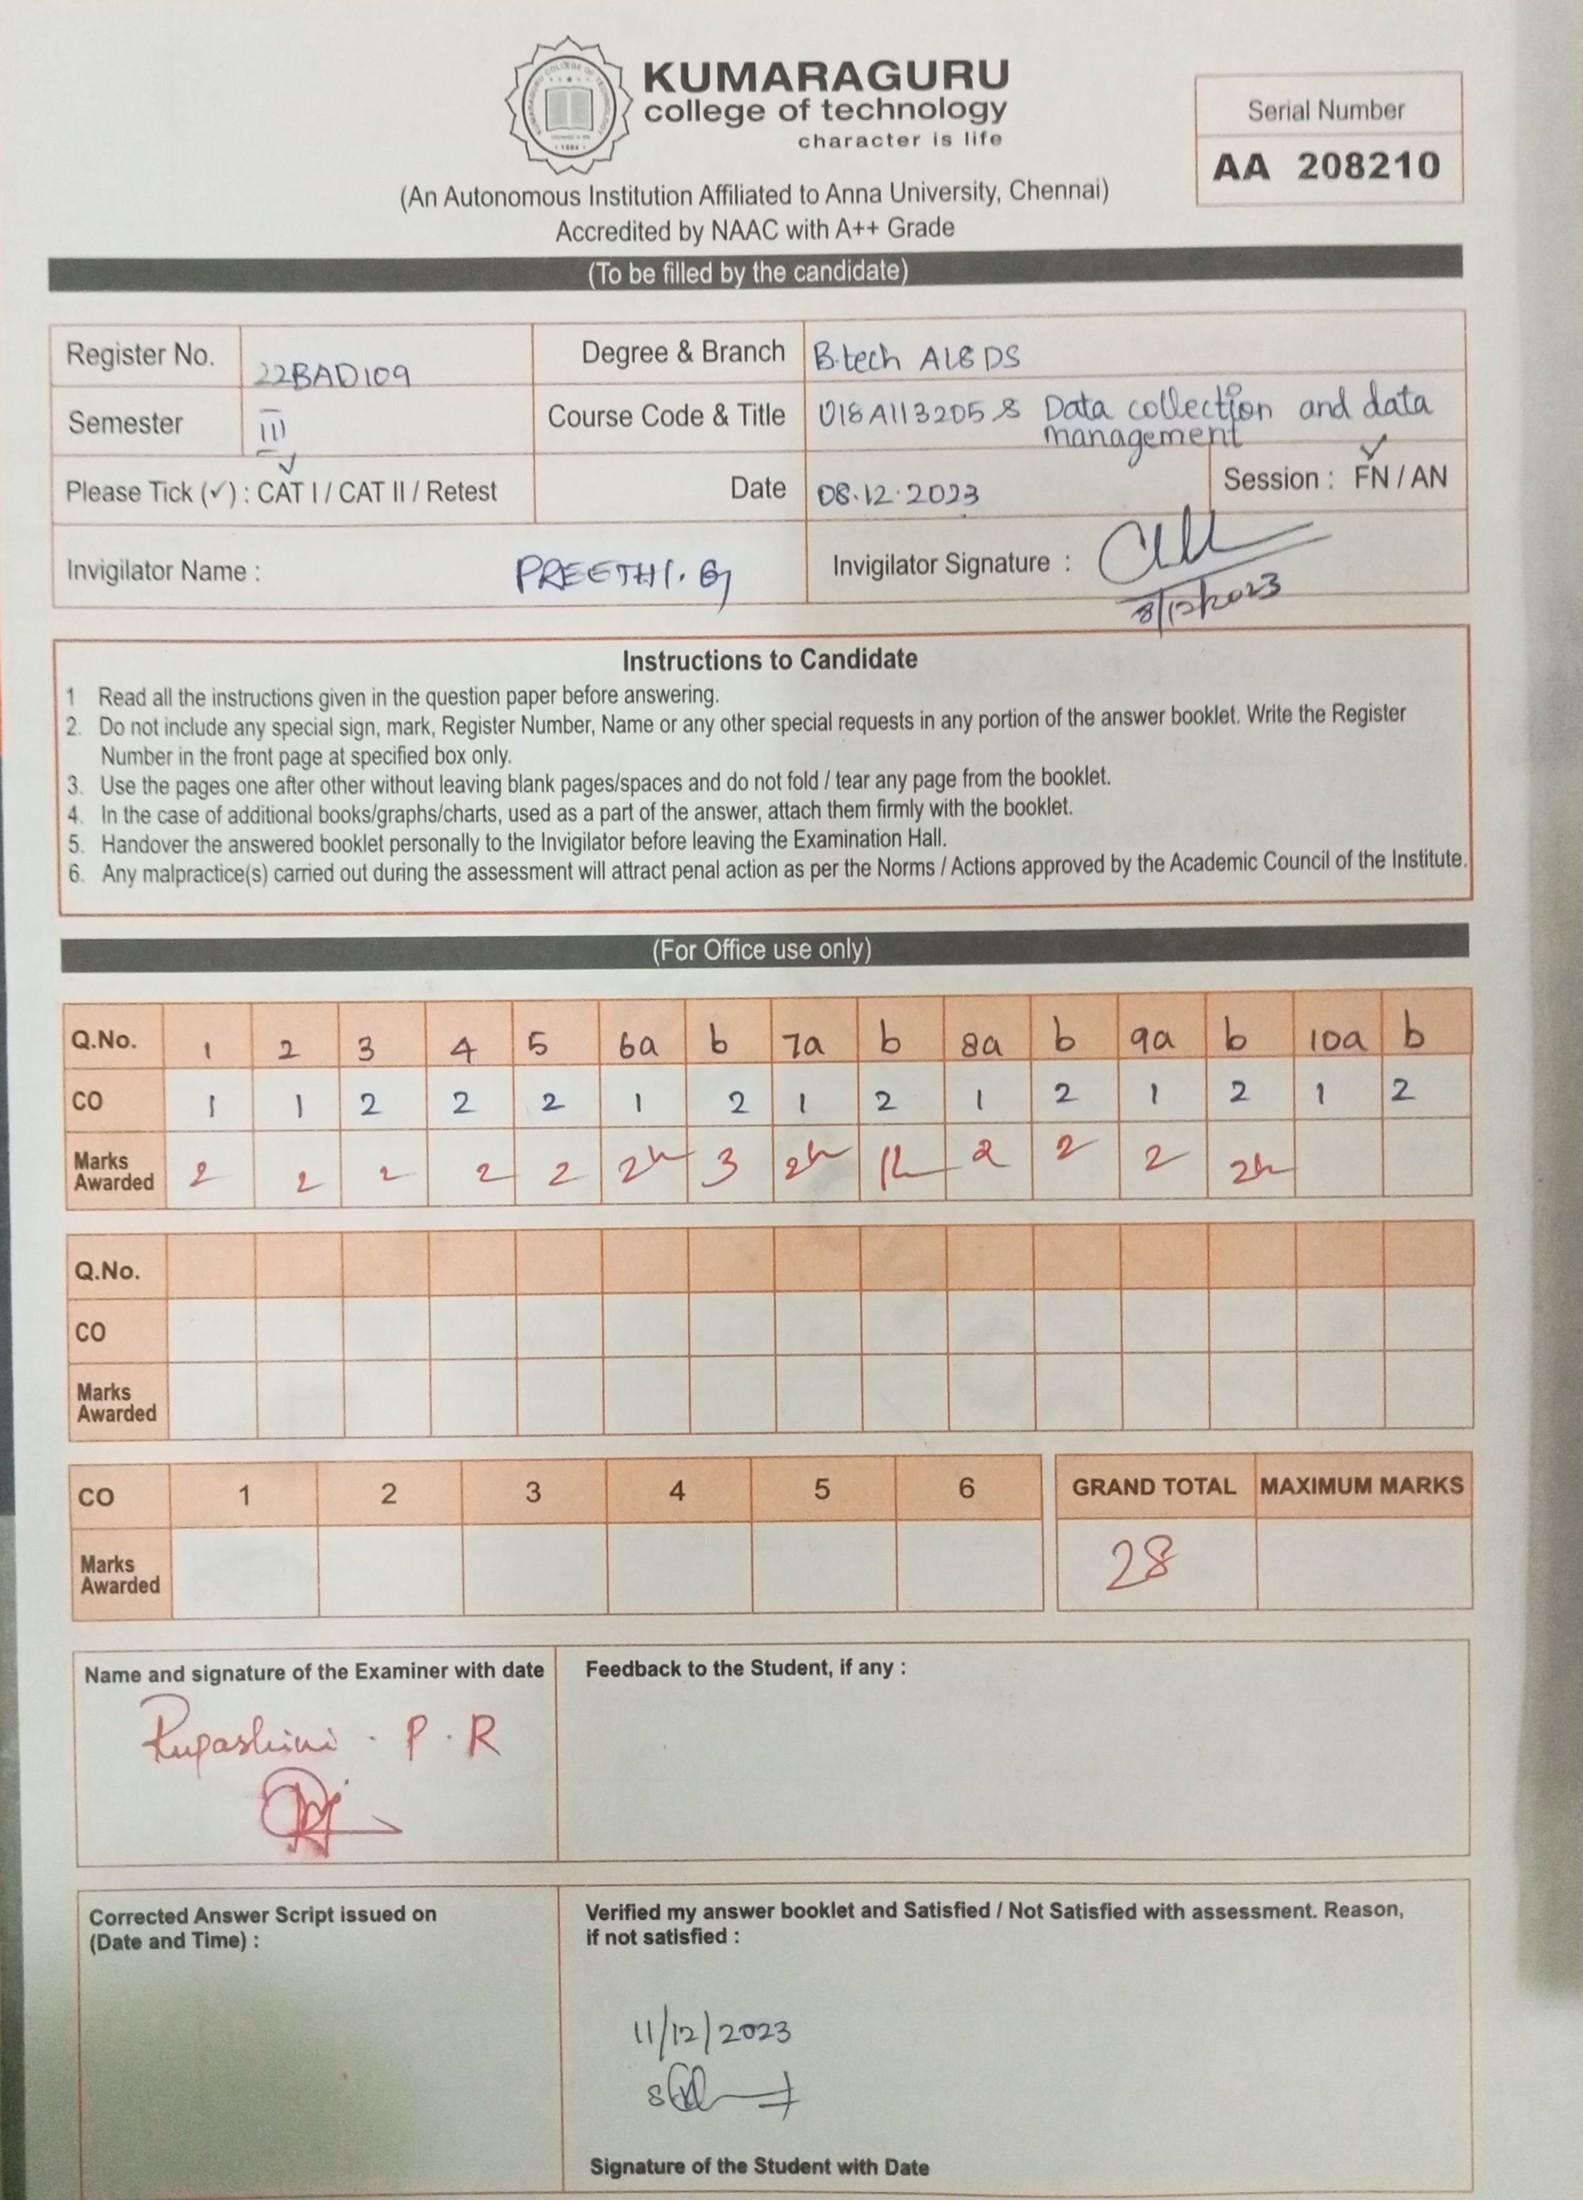 KUMARAGURU
college of technology
character is life
Serial Number
AA 208210
(An Autonomous Institution Affiliated to Anna University, Chennai)
Accredited by NAAC with A++ Grade
(To be filled by the candidate)
Register No. 22BAD109 Degree & Branch B.tech AI&DS
Semester III Course Code & Title U18AII3205 & Data collection and data
management
Please Tick (✓) : CAT I / CAT II / Retest Date 08.12.2023 Session : FN / AN
Invigilator Name : PREETHI. G Invigilator Signature :
8/12/2023
Instructions to Candidate
1 Read all the instructions given in the question paper before answering.
2. Do not include any special sign, mark, Register Number, Name or any other special requests in any portion of the answer booklet. Write the Register
Number in the front page at specified box only.
3. Use the pages one after other without leaving blank pages/spaces and do not fold / tear any page from the booklet.
4. In the case of additional books/graphs/charts, used as a part of the answer, attach them firmly with the booklet.
5. Handover the answered booklet personally to the Invigilator before leaving the Examination Hall.
6. Any malpractice(s) carried out during the assessment will attract penal action as per the Norms / Actions approved by the Academic Council of the Institute.
(For Office use only)
Q.No. 1 2 3 4 5 6a b 7a b 8a b 9a b 10a b
CO 1 1 2 2 2 1 2 1 2 1 2 1 2 1 2
Marks
Awarded 2 2 2 2 2 2½ 3 2½ 1½ 2 2 2 2½
Q.No.
CO
Marks
Awarded
CO 1 2 3 4 5 6 GRAND TOTAL MAXIMUM MARKS
Marks
Awarded 28
Name and signature of the Examiner with date Feedback to the Student, if any :
Rupashini . P . R
Corrected Answer Script issued on
(Date and Time) :
Verified my answer booklet and Satisfied / Not Satisfied with assessment. Reason,
if not satisfied :
11/12/2023
Signature of the Student with Date